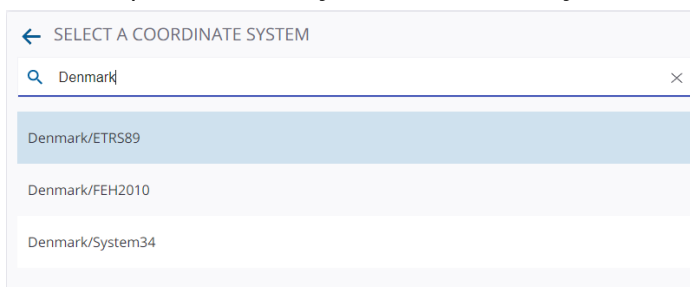 SELECT A COORDINATE SYSTEM
Denmark
Denmark/ETRS89
Denmark/FEH2010
Denmark/System34